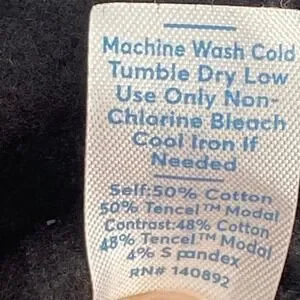 Machine Wash Cold
Tumble Dry Low
Use Only Non-
Chlorine Bleach
Cool Iron If
Needed
Self:50% Cotton
50% Tencel™ Modal
Contrast:48% Cotton
48% Tencel™ Modal
4% Spandex
RN# 140892